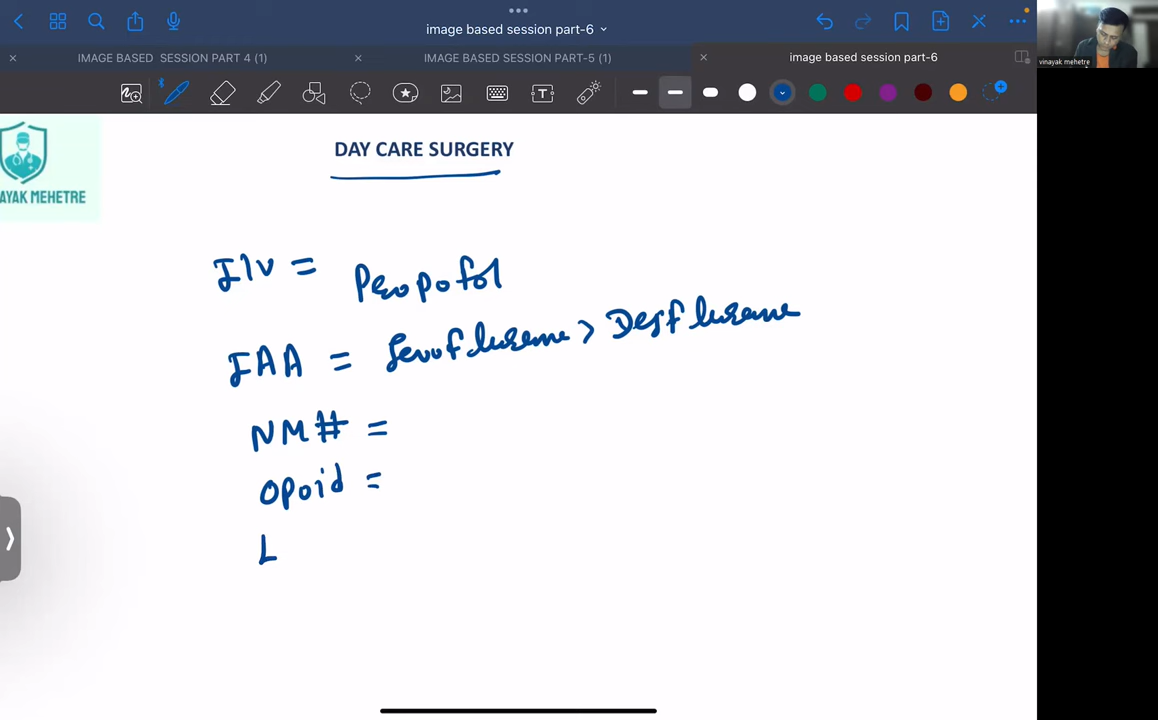 image based session part-6
IMAGE BASED SESSION PART 4 (1)
IMAGE BASED SESSION PART-5 (1)
image based session part-6
vinayak mehetre
AYAK MEHETRE
DAY CARE SURGERY
I/V = Propofol
IAA = Sevoflurane > Desflurane
NM# =
opoid =
L